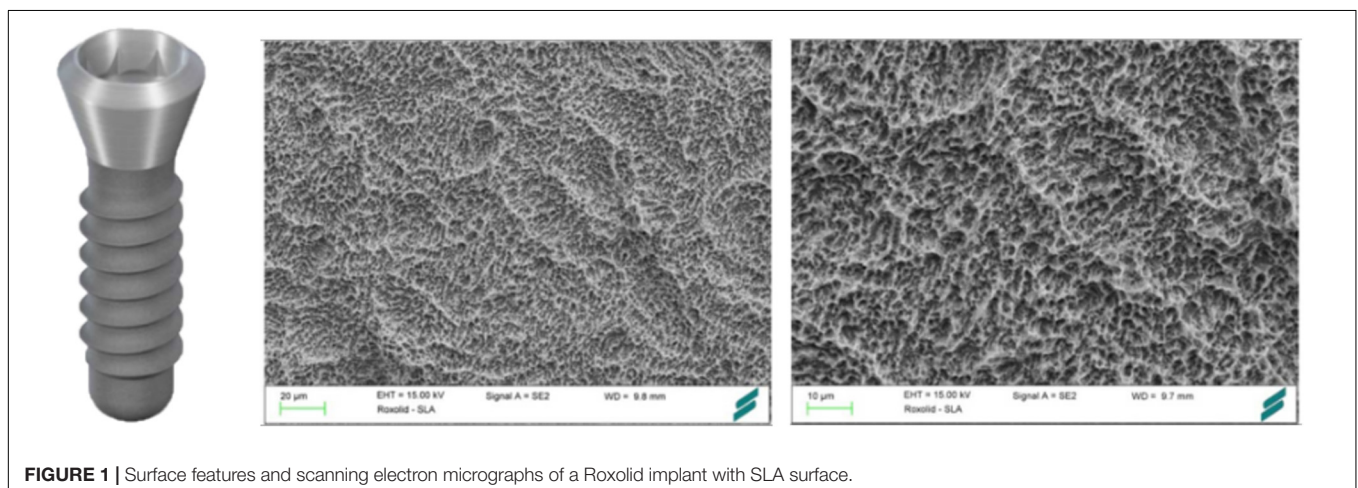 20 µm
EHT = 15.00 kV Signal A = SE2 WD = 9.8 mm
Roxolid - SLA
10 µm
EHT = 15.00 kV Signal A = SE2 WD = 9.7 mm
Roxolid - SLA
FIGURE 1 | Surface features and scanning electron micrographs of a Roxolid implant with SLA surface.